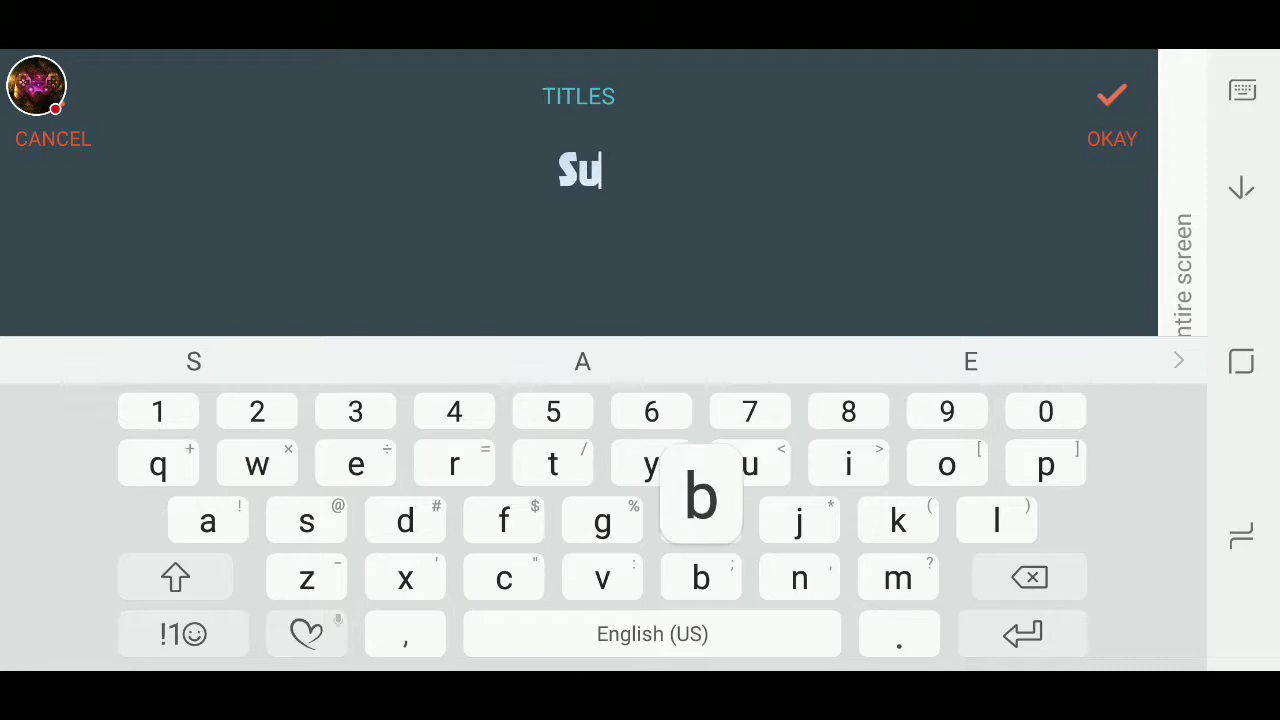 TITLES
CANCEL
OKAY
Su
ntire screen
S A E
1 2 3 4 5 6 7 8 9 0
q + w × e ÷ r = t / y u < i > o [ p ]
a ! s @ d # f $ g % b j * k ( l )
z - x ' c " v : b ; n , m ?
!1☺ , English (US) .